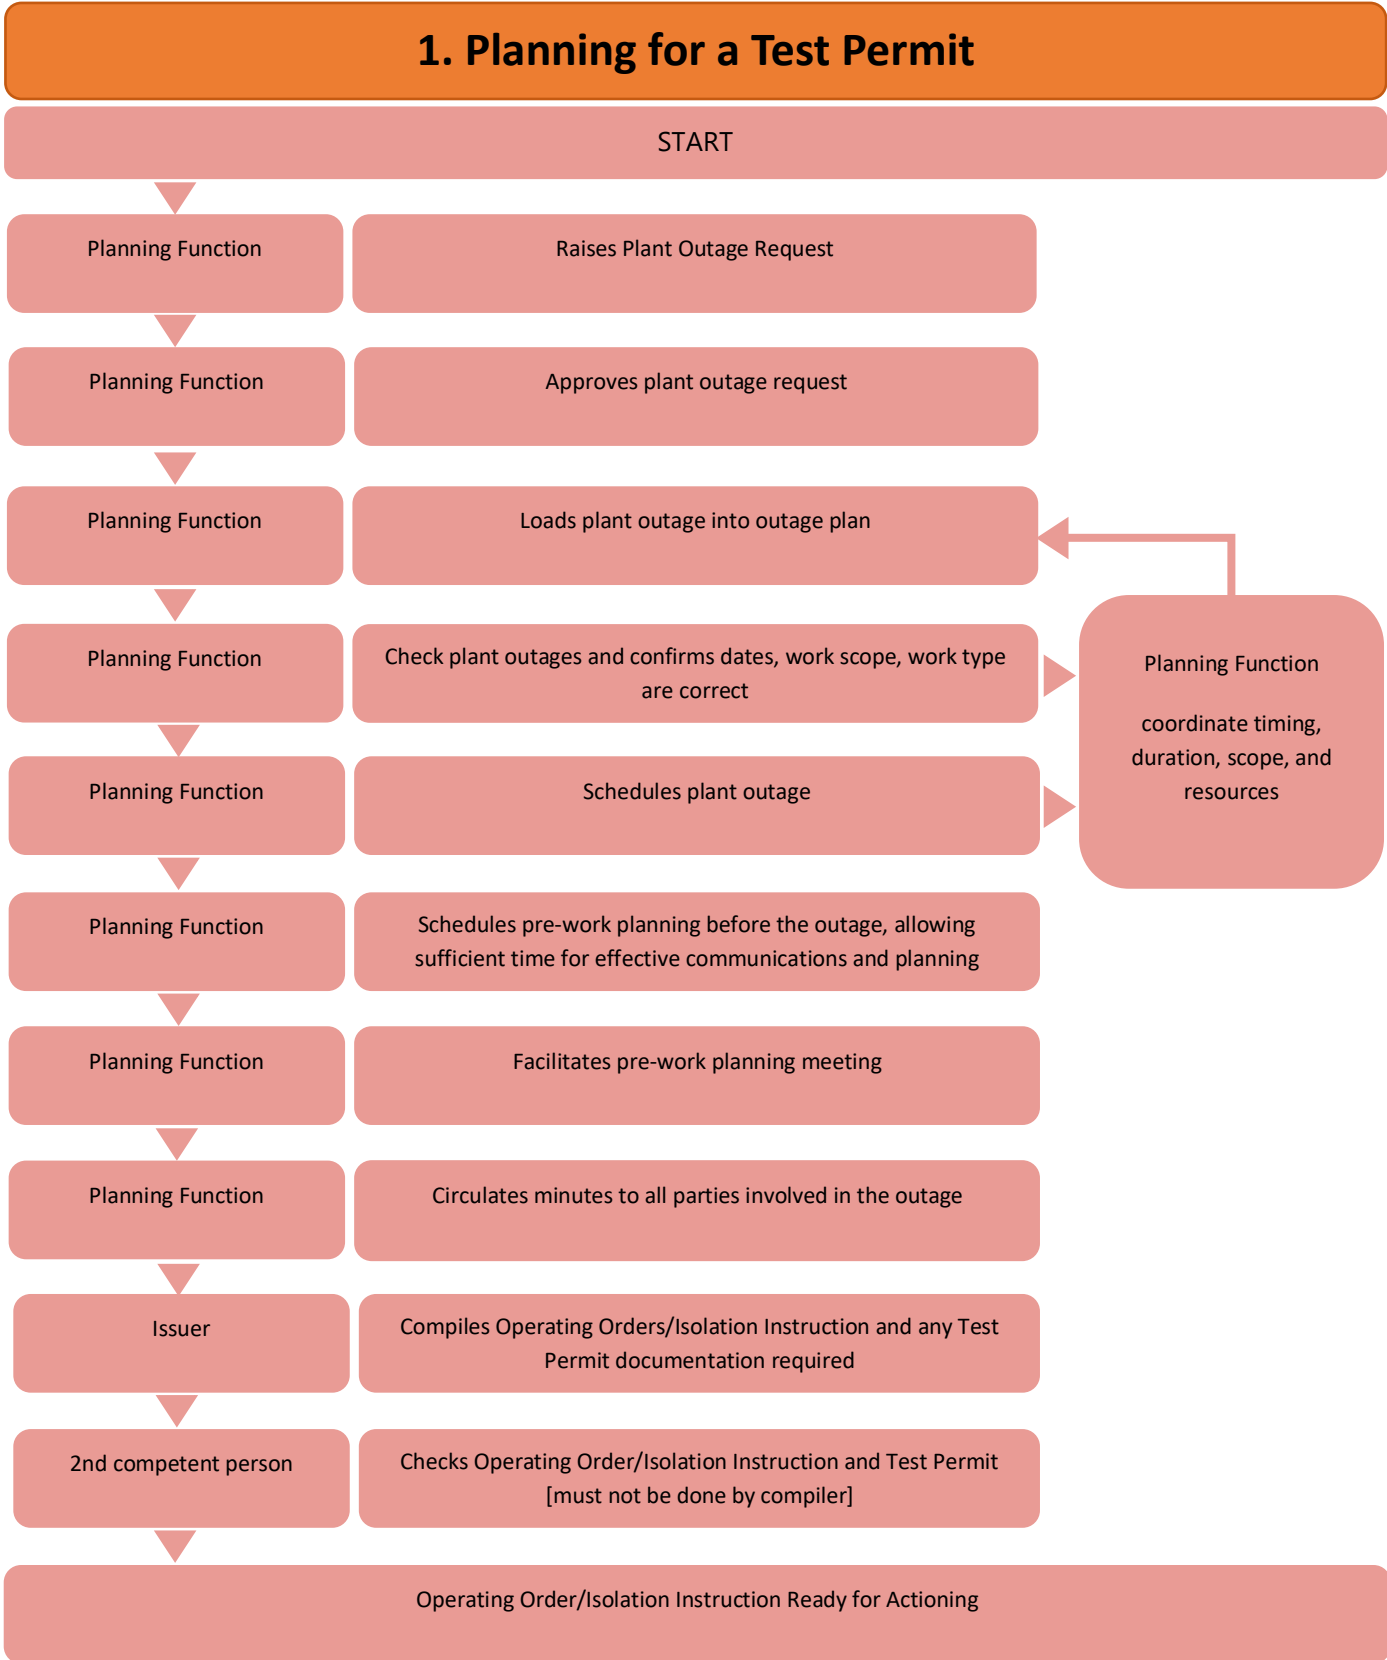 1. Planning for a Test Permit
START
Planning Function
Raises Plant Outage Request
Planning Function
Approves plant outage request
Planning Function
Loads plant outage into outage plan
Planning Function
Check plant outages and confirms dates, work scope, work type
are correct
Planning Function
coordinate timing,
duration, scope, and
resources
Planning Function
Schedules plant outage
Planning Function
Schedules pre-work planning before the outage, allowing
sufficient time for effective communications and planning
Planning Function
Facilitates pre-work planning meeting
Planning Function
Circulates minutes to all parties involved in the outage
Issuer
Compiles Operating Orders/Isolation Instruction and any Test
Permit documentation required
2nd competent person
Checks Operating Order/Isolation Instruction and Test Permit
[must not be done by compiler]
Operating Order/Isolation Instruction Ready for Actioning